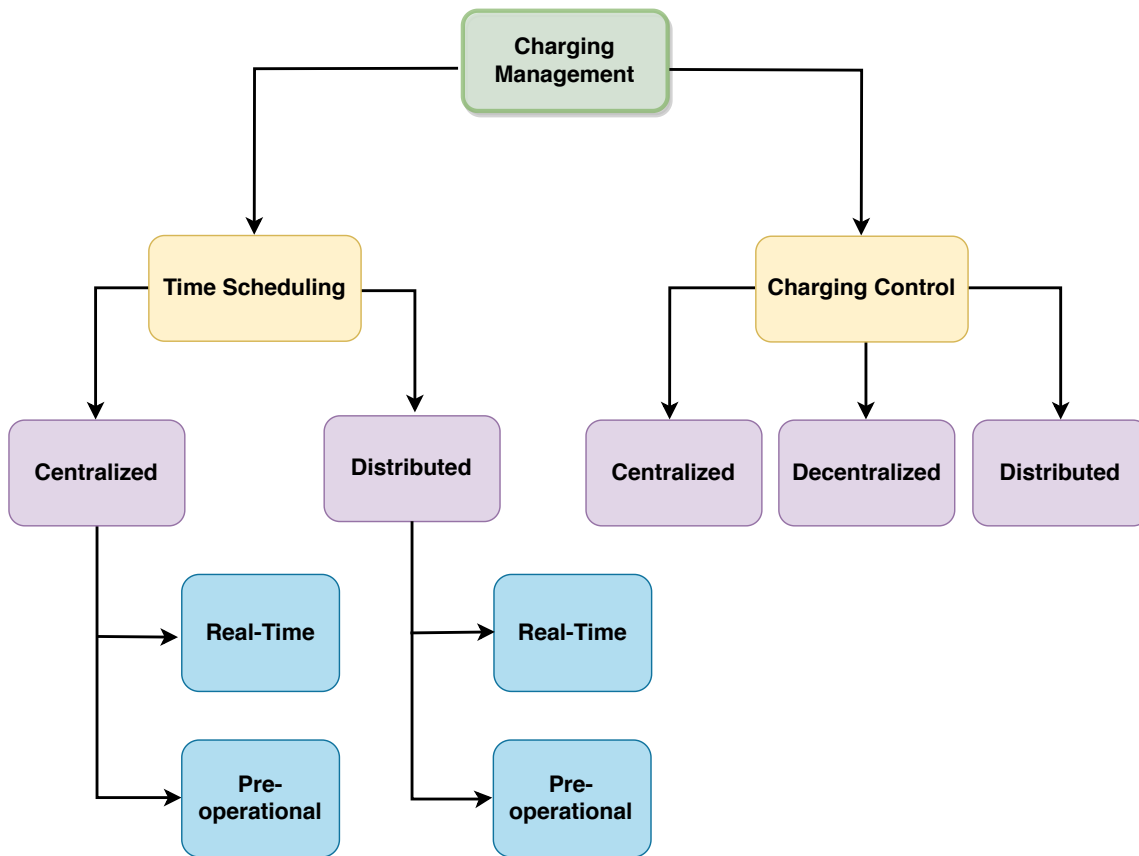 Charging
Management
Time Scheduling
Charging Control
Centralized
Distributed
Centralized
Decentralized
Distributed
Real-Time
Real-Time
Pre-
operational
Pre-
operational